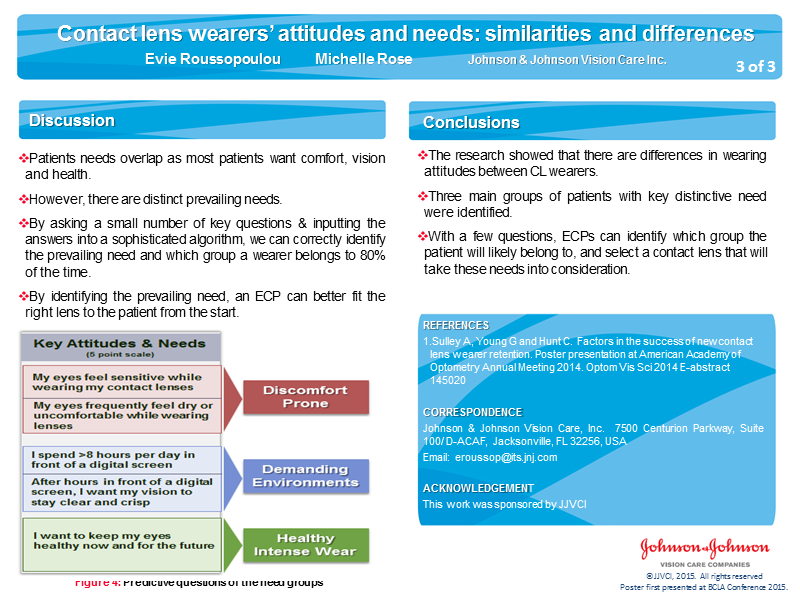 Contact lens wearers' attitudes and needs: similarities and differences
Evie Roussopoulou Michelle Rose Johnson & Johnson Vision Care Inc.
3 of 3
Discussion
❖Patients needs overlap as most patients want comfort, vision
and health.
❖However, there are distinct prevailing needs.
❖By asking a small number of key questions & inputting the
answers into a sophisticated algorithm, we can correctly identify
the prevailing need and which group a wearer belongs to 80%
of the time.
❖By identifying the prevailing need, an ECP can better fit the
right lens to the patient from the start.
Key Attitudes & Needs
(5 point scale)
My eyes feel sensitive while
wearing my contact lenses
My eyes frequently feel dry or
uncomfortable while wearing
lenses
Discomfort
Prone
I spend >8 hours per day in
front of a digital screen
After hours in front of a digital
screen, I want my vision to
stay clear and crisp
Demanding
Environments
I want to keep my eyes
healthy now and for the future
Healthy
Intense Wear
Figure 4: Predictive questions of the need groups
Conclusions
❖The research showed that there are differences in wearing
attitudes between CL wearers.
❖Three main groups of patients with key distinctive need
were identified.
❖With a few questions, ECPs can identify which group the
patient will likely belong to, and select a contact lens that will
take these needs into consideration.
REFERENCES
1.Sulley A, Young G and Hunt C. Factors in the success of new contact
lens wearer retention. Poster presentation at American Academy of
Optometry Annual Meeting 2014. Optom Vis Sci 2014 E-abstract
145020
CORRESPONDENCE
Johnson & Johnson Vision Care, Inc. 7500 Centurion Parkway, Suite
100/ D-ACAF, Jacksonville, FL 32256, USA
Email: eroussop@its.jnj.com
ACKNOWLEDGEMENT
This work was sponsored by JJVCI
Johnson & Johnson
VISION CARE COMPANIES
©JJVCI, 2015. All rights reserved
Poster first presented at BCLA Conference 2015.